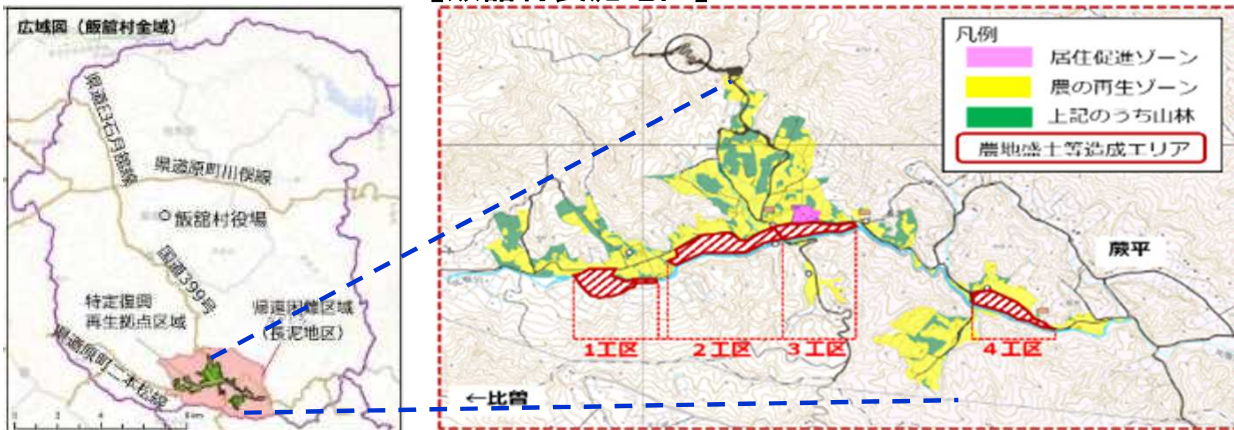 広域図（飯舘村全域）
県道臼石月舘線
県道原町川俣線
飯舘村役場
国道399号
特定復興
再生拠点区域
帰還困難区域
（長泥地区）
県道原町二本松線
凡例
居住促進ゾーン
農の再生ゾーン
上記のうち山林
農地盛土等造成エリア
蕨平
1工区
2工区
3工区
4工区
←比曽